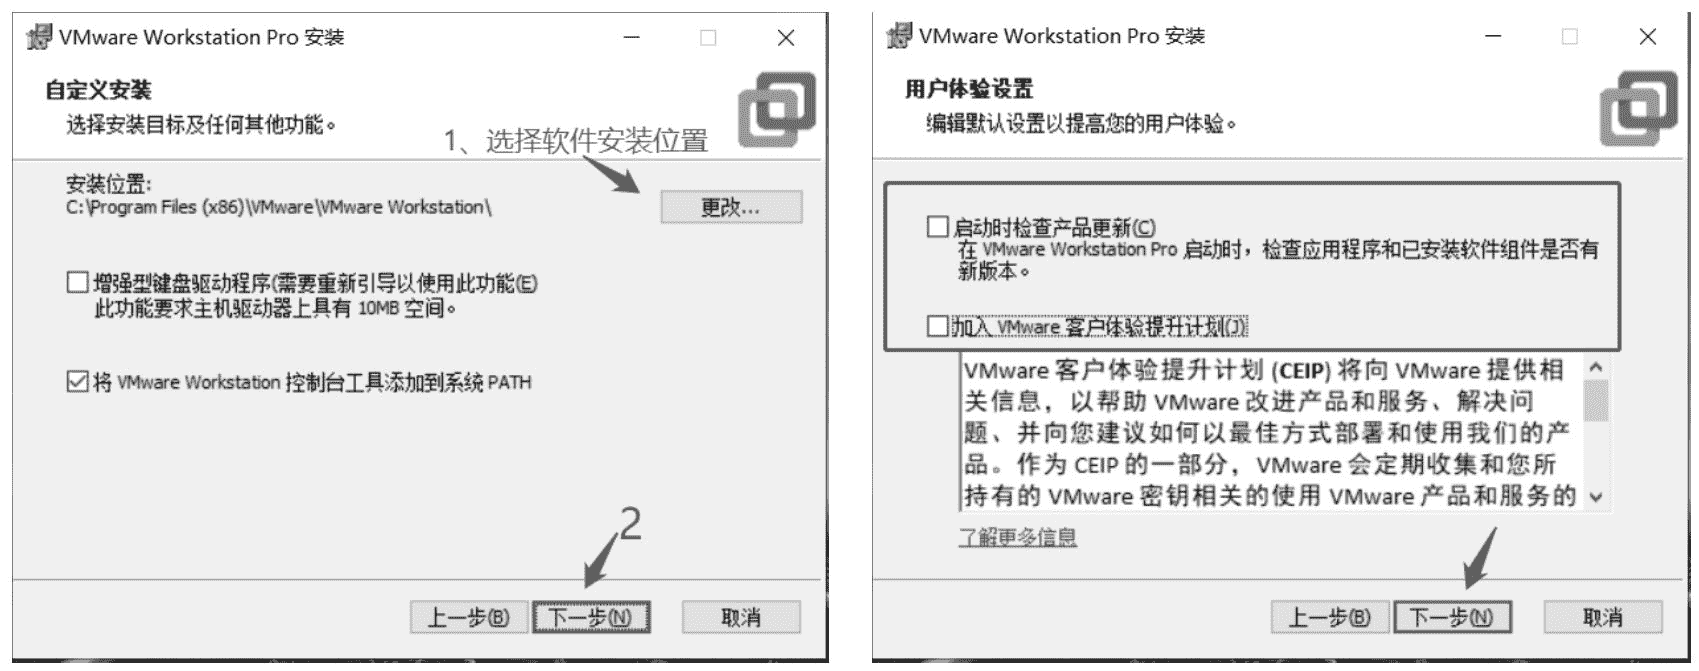 VMware Workstation Pro 安装
自定义安装
选择安装目标及任何其他功能。
1、选择软件安装位置
安装位置:
C:\Program Files (x86)\VMware\VMware Workstation\
更改...
增强型键盘驱动程序(需要重新引导以使用此功能(E)
此功能要求主机驱动器上具有 10MB 空间。
将 VMware Workstation 控制台工具添加到系统 PATH
2
上一步(B)
下一步(N)
取消
VMware Workstation Pro 安装
用户体验设置
编辑默认设置以提高您的用户体验。
启动时检查产品更新(C)
在 VMware Workstation Pro 启动时，检查应用程序和已安装软件组件是否有
新版本。
加入 VMware 客户体验提升计划(J)
VMware 客户体验提升计划 (CEIP) 将向 VMware 提供相
关信息，以帮助 VMware 改进产品和服务、解决问
题、并向您建议如何以最佳方式部署和使用我们的产
品。作为 CEIP 的一部分，VMware 会定期收集和您所
持有的 VMware 密钥相关的使用 VMware 产品和服务的
了解更多信息
上一步(B)
下一步(N)
取消